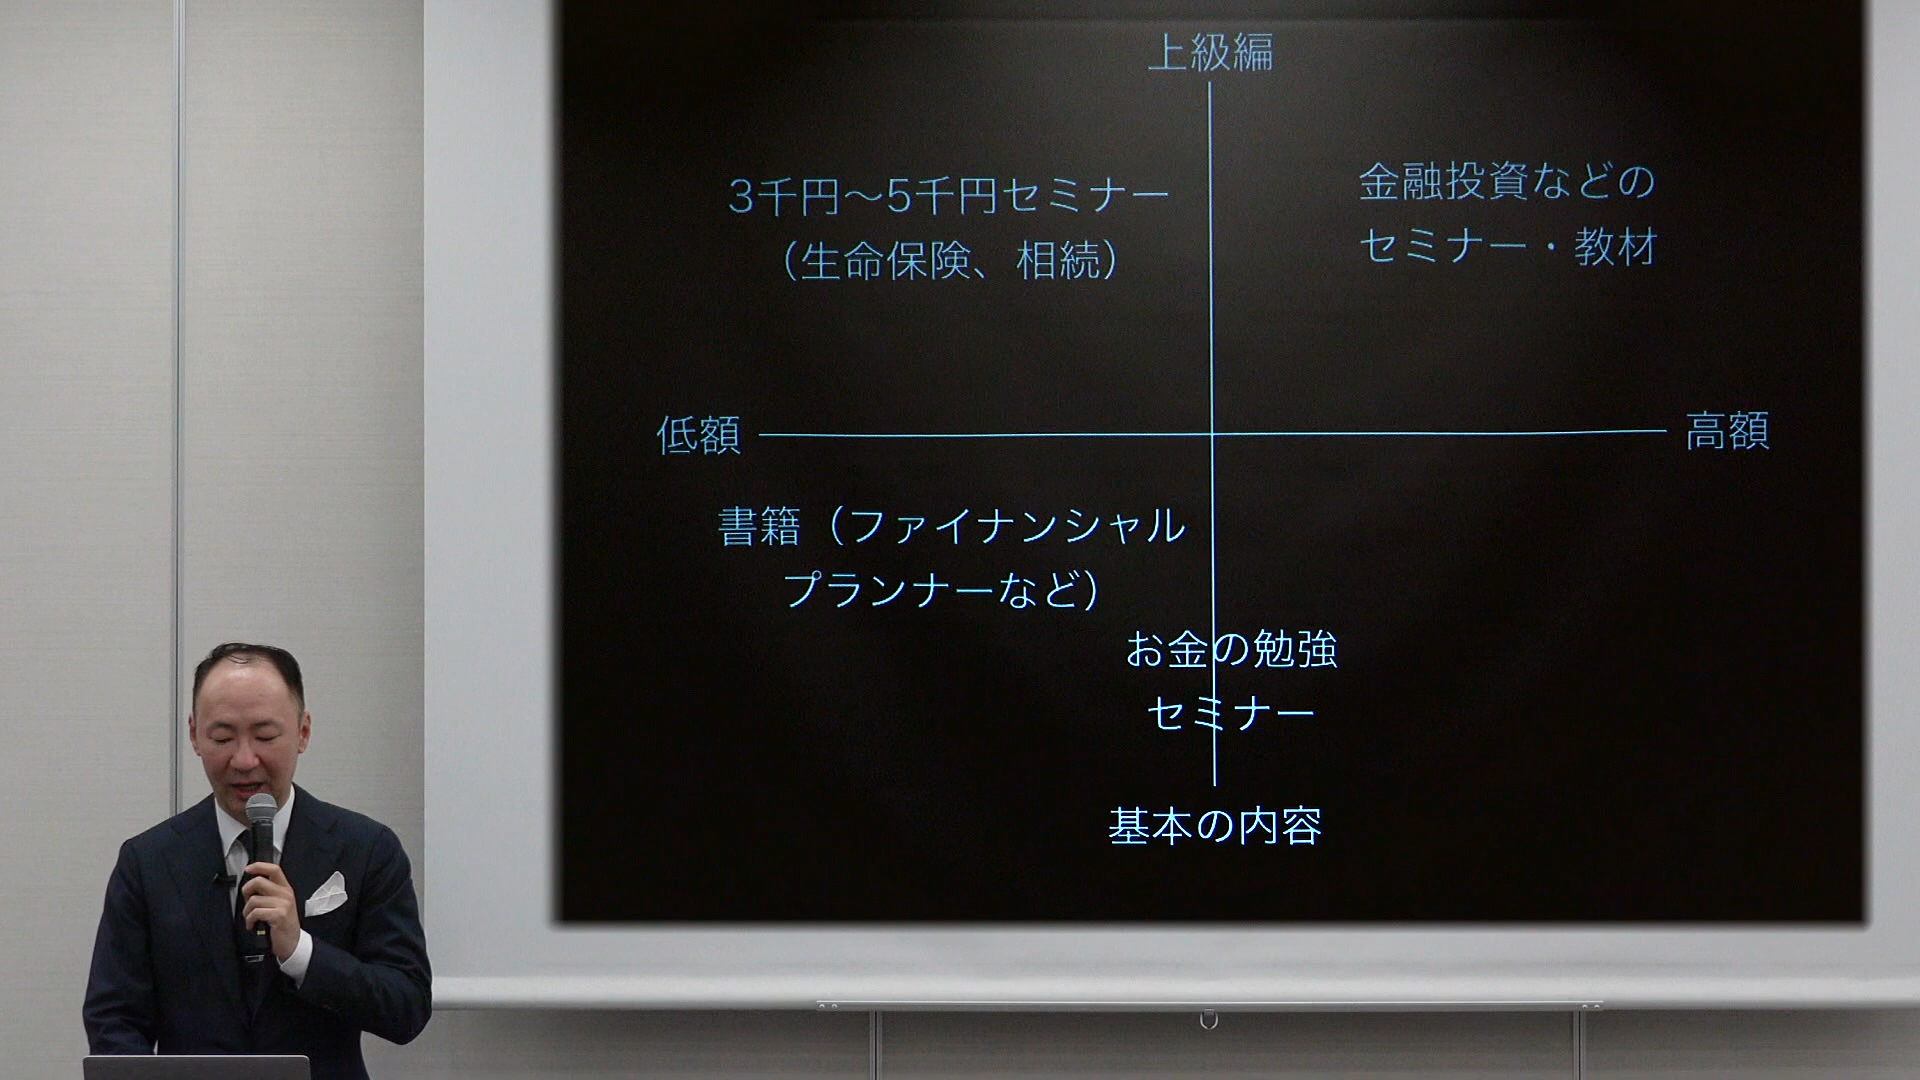 上級編
3千円〜5千円セミナー
（生命保険、相続）
金融投資などの
セミナー・教材
低額
高額
書籍（ファイナンシャル
プランナーなど）
お金の勉強
セミナー
基本の内容